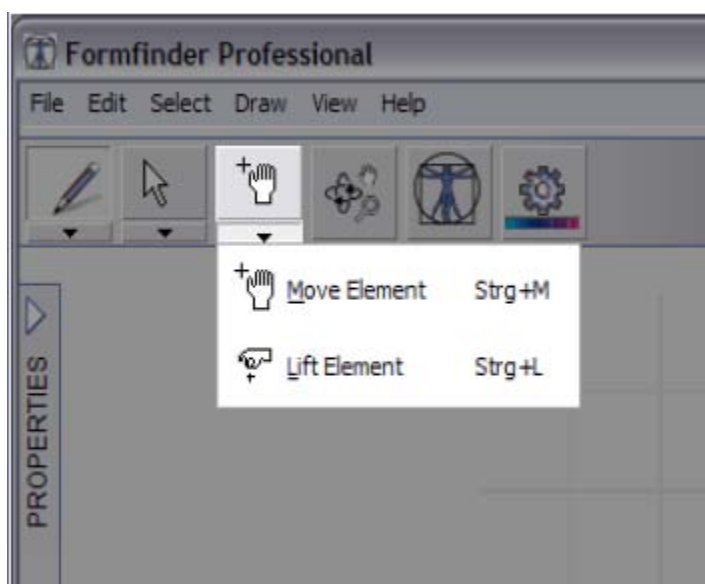 Formfinder Professional
File Edit Select Draw View Help
Move Element Strg+M
Lift Element Strg+L
PROPERTIES